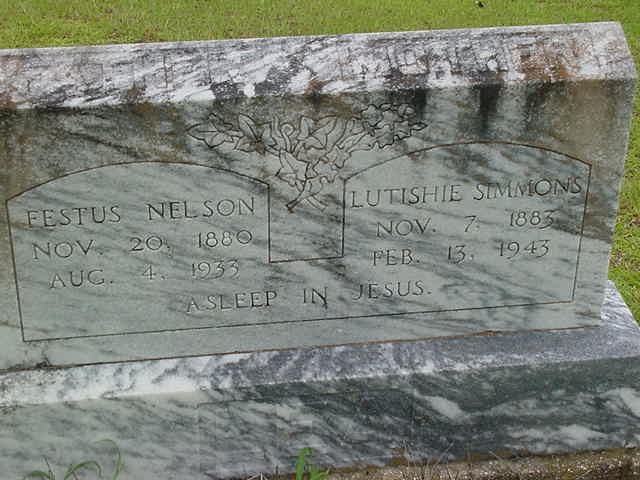 FESTUS NELSON
NOV. 20, 1880
AUG. 4, 1933
LUTISHIE SIMMONS
NOV. 7, 1883
FEB. 13, 1943
ASLEEP IN JESUS.